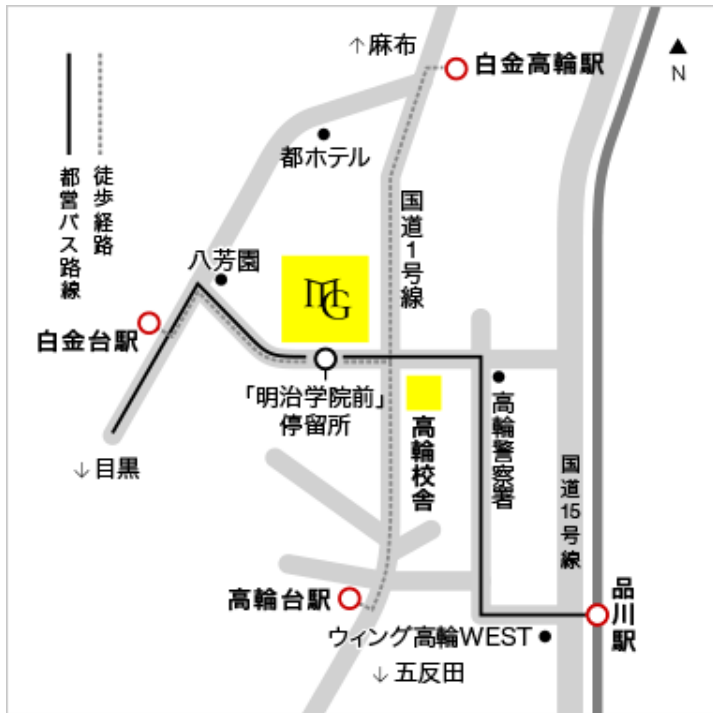 ↑麻布
白金高輪駅
▲
N
都ホテル
都営バス路線
徒歩経路
国道1号線
八芳園
MG
白金台駅
「明治学院前」
停留所
高輪校舎
高輪警察署
国道15号線
↓目黒
高輪台駅
品川駅
ウィング高輪WEST
↓五反田